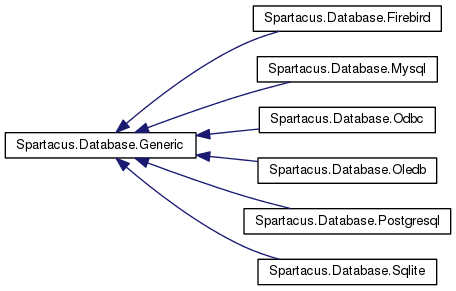 Spartacus.Database.Firebird
Spartacus.Database.Mysql
Spartacus.Database.Odbc
Spartacus.Database.Generic
Spartacus.Database.Oledb
Spartacus.Database.Postgresql
Spartacus.Database.Sqlite